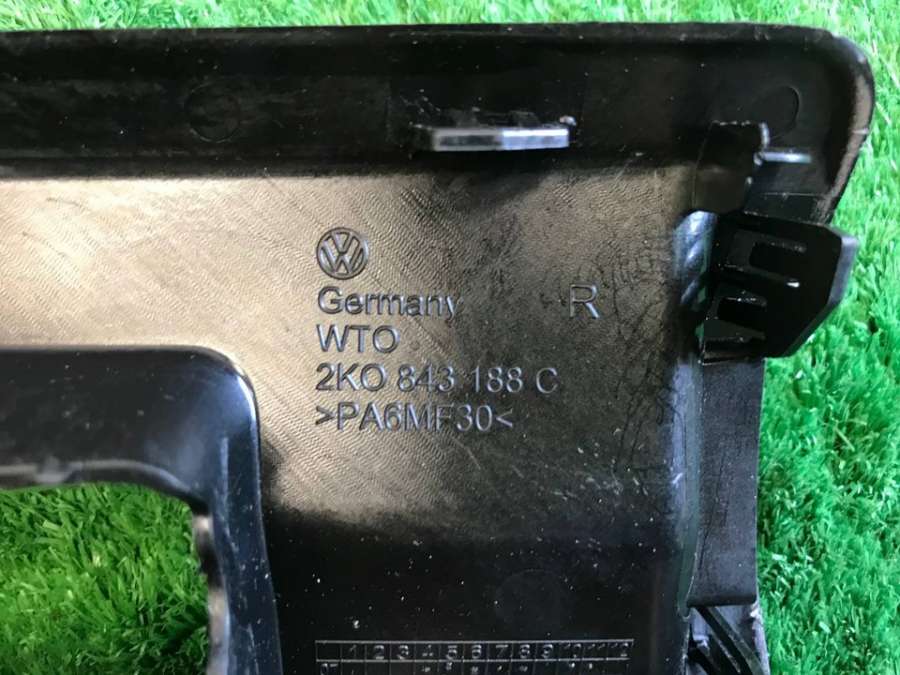 Germany R
WTO
2K0 843 188 C
>PA6MF30<
1 2 3 4 5 6 7 8 9 10 11 12